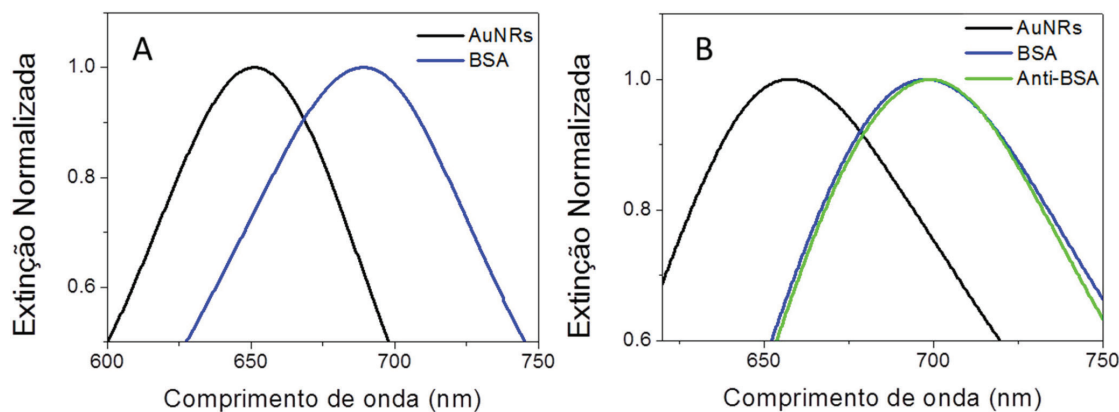 A
AuNRs
BSA
Extinção Normalizada
1.0
0.8
0.6
600
650
700
750
Comprimento de onda (nm)
B
AuNRs
BSA
Anti-BSA
Extinção Normalizada
1.0
0.8
0.6
650
700
750
Comprimento de onda (nm)